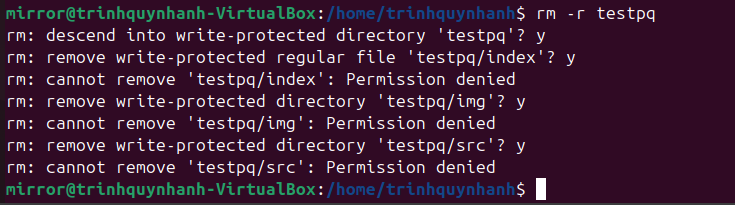 mirror@trinhquynhanh-VirtualBox:/home/trinhquynhanh$ rm -r testpq
rm: descend into write-protected directory 'testpq'? y
rm: remove write-protected regular file 'testpq/index'? y
rm: cannot remove 'testpq/index': Permission denied
rm: remove write-protected directory 'testpq/img'? y
rm: cannot remove 'testpq/img': Permission denied
rm: remove write-protected directory 'testpq/src'? y
rm: cannot remove 'testpq/src': Permission denied
mirror@trinhquynhanh-VirtualBox:/home/trinhquynhanh$